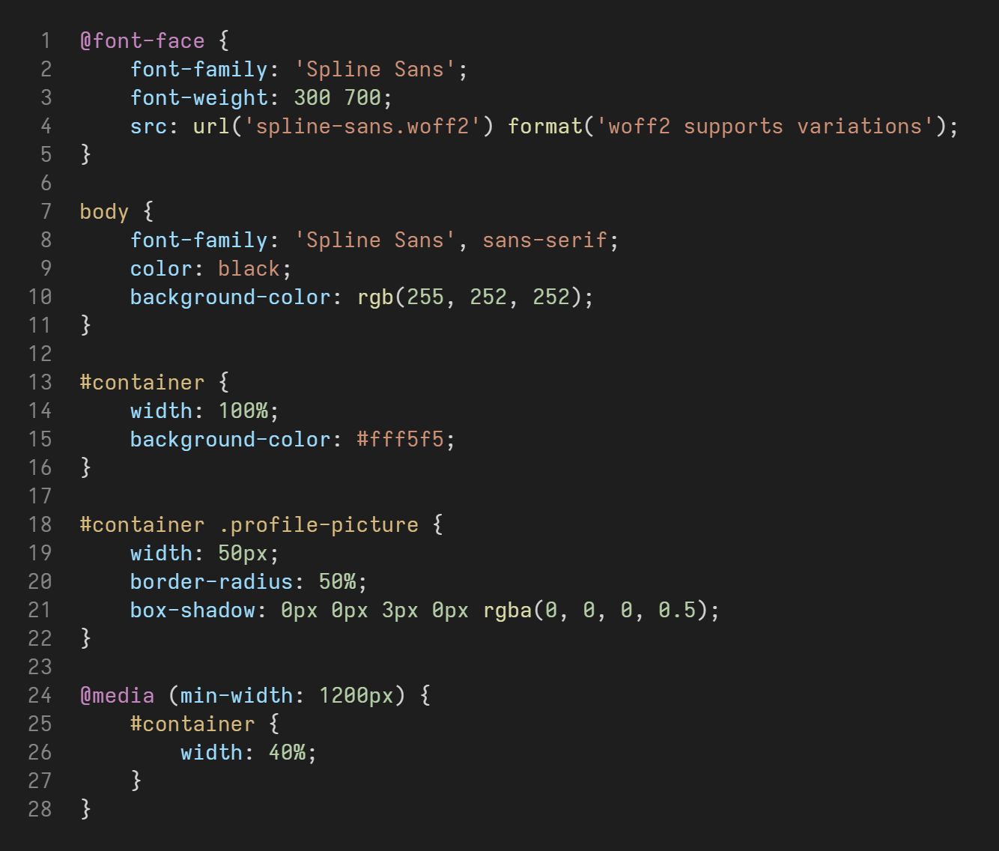 1 @font-face {
2     font-family: 'Spline Sans';
3     font-weight: 300 700;
4     src: url('spline-sans.woff2') format('woff2 supports variations');
5 }
6
7 body {
8     font-family: 'Spline Sans', sans-serif;
9     color: black;
10     background-color: rgb(255, 252, 252);
11 }
12
13 #container {
14     width: 100%;
15     background-color: #fff5f5;
16 }
17
18 #container .profile-picture {
19     width: 50px;
20     border-radius: 50%;
21     box-shadow: 0px 0px 3px 0px rgba(0, 0, 0, 0.5);
22 }
23
24 @media (min-width: 1200px) {
25     #container {
26         width: 40%;
27     }
28 }